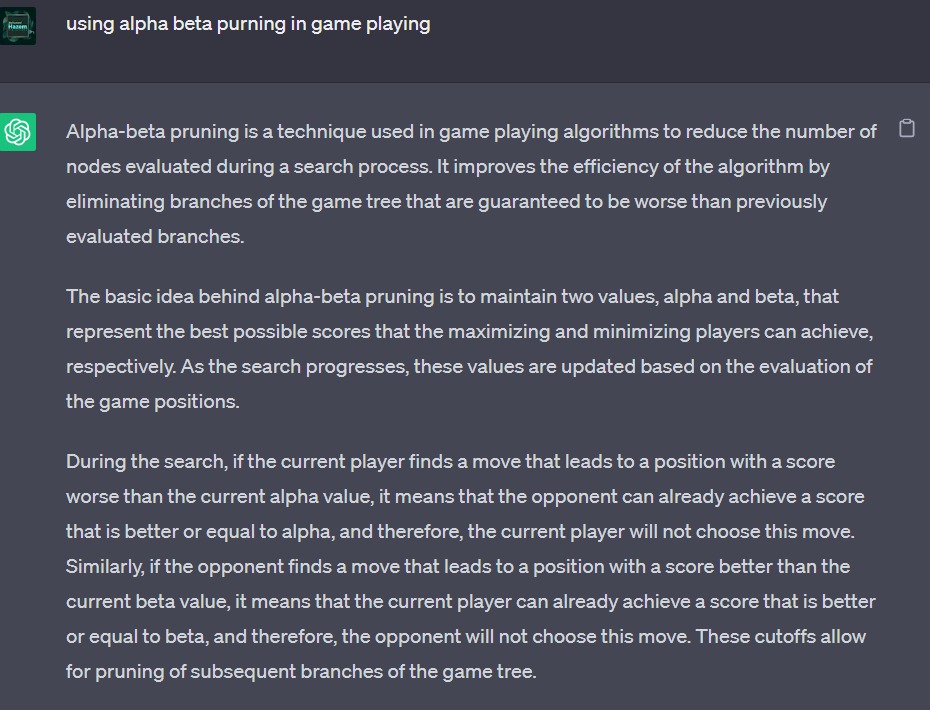 Hazem
using alpha beta purning in game playing
Alpha-beta pruning is a technique used in game playing algorithms to reduce the number of
nodes evaluated during a search process. It improves the efficiency of the algorithm by
eliminating branches of the game tree that are guaranteed to be worse than previously
evaluated branches.
The basic idea behind alpha-beta pruning is to maintain two values, alpha and beta, that
represent the best possible scores that the maximizing and minimizing players can achieve,
respectively. As the search progresses, these values are updated based on the evaluation of
the game positions.
During the search, if the current player finds a move that leads to a position with a score
worse than the current alpha value, it means that the opponent can already achieve a score
that is better or equal to alpha, and therefore, the current player will not choose this move.
Similarly, if the opponent finds a move that leads to a position with a score better than the
current beta value, it means that the current player can already achieve a score that is better
or equal to beta, and therefore, the opponent will not choose this move. These cutoffs allow
for pruning of subsequent branches of the game tree.